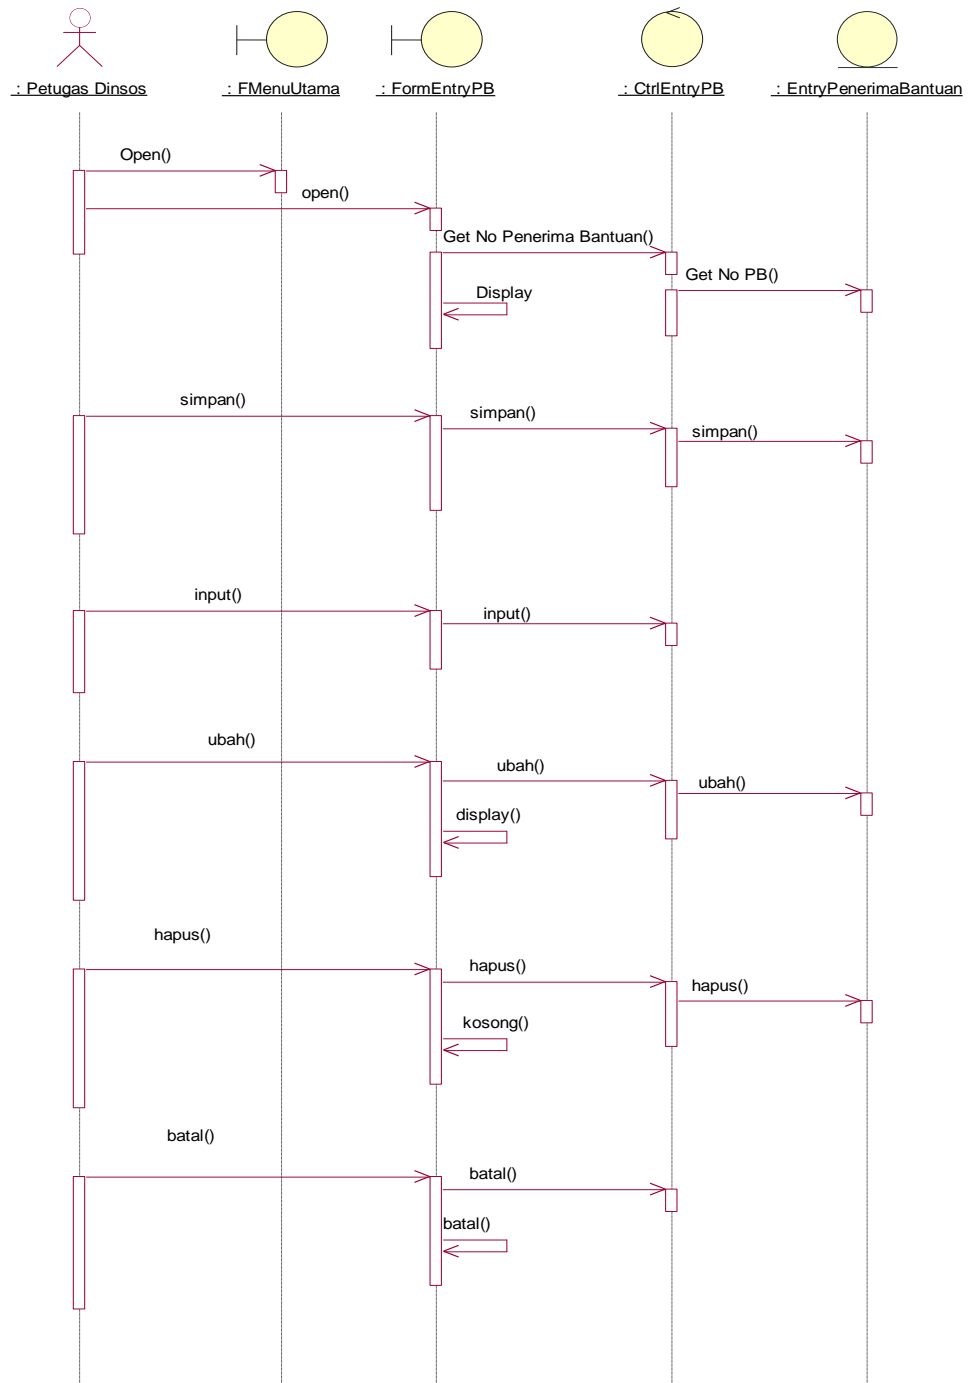 : Petugas Dinsos
: FMenuUtama
: FormEntryPB
: CtrlEntryPB
: EntryPenerimaBantuan
Open()
open()
Get No Penerima Bantuan()
Get No PB()
Display
simpan()
simpan()
simpan()
input()
input()
ubah()
ubah()
ubah()
display()
hapus()
hapus()
hapus()
kosong()
batal()
batal()
batal()